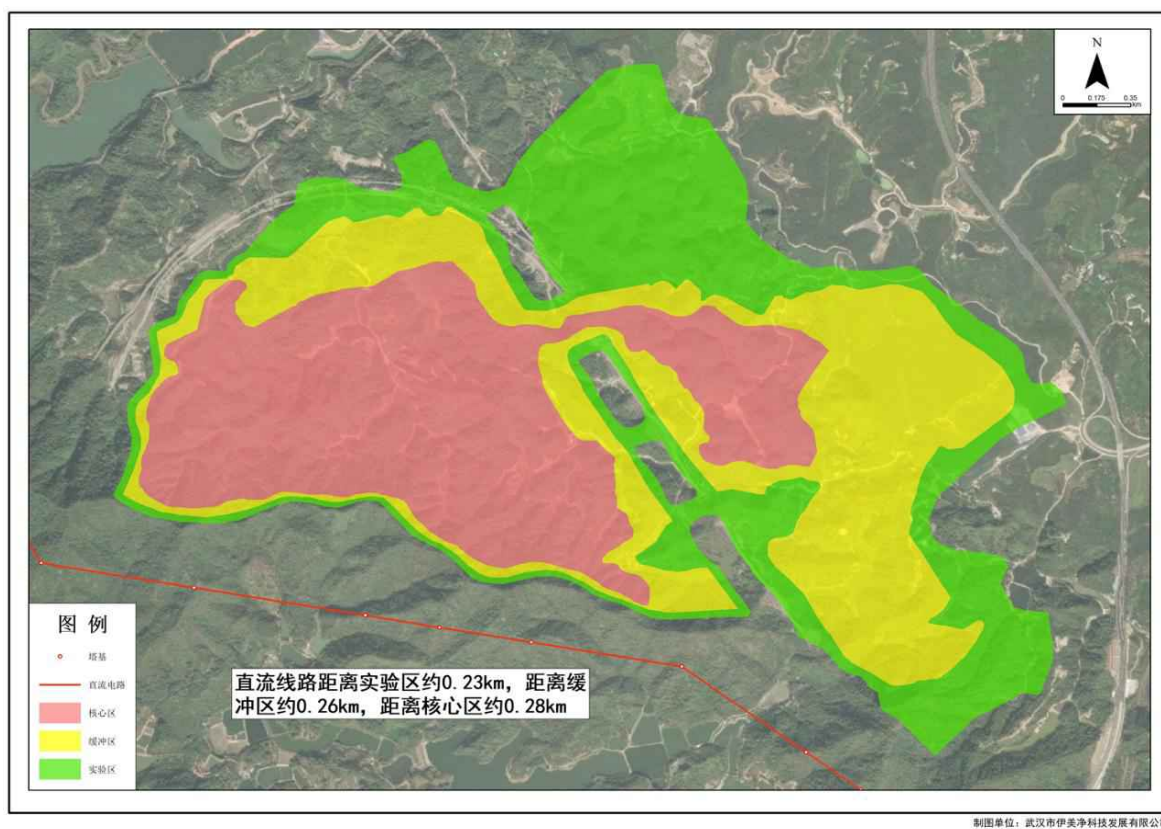 N
0 0.175 0.35
Km
图 例
塔基
直流电路
核心区
缓冲区
实验区
直流线路距离实验区约0.23km, 距离缓
冲区约0.26km, 距离核心区约0.28km
制图单位：武汉市伊美净科技发展有限公